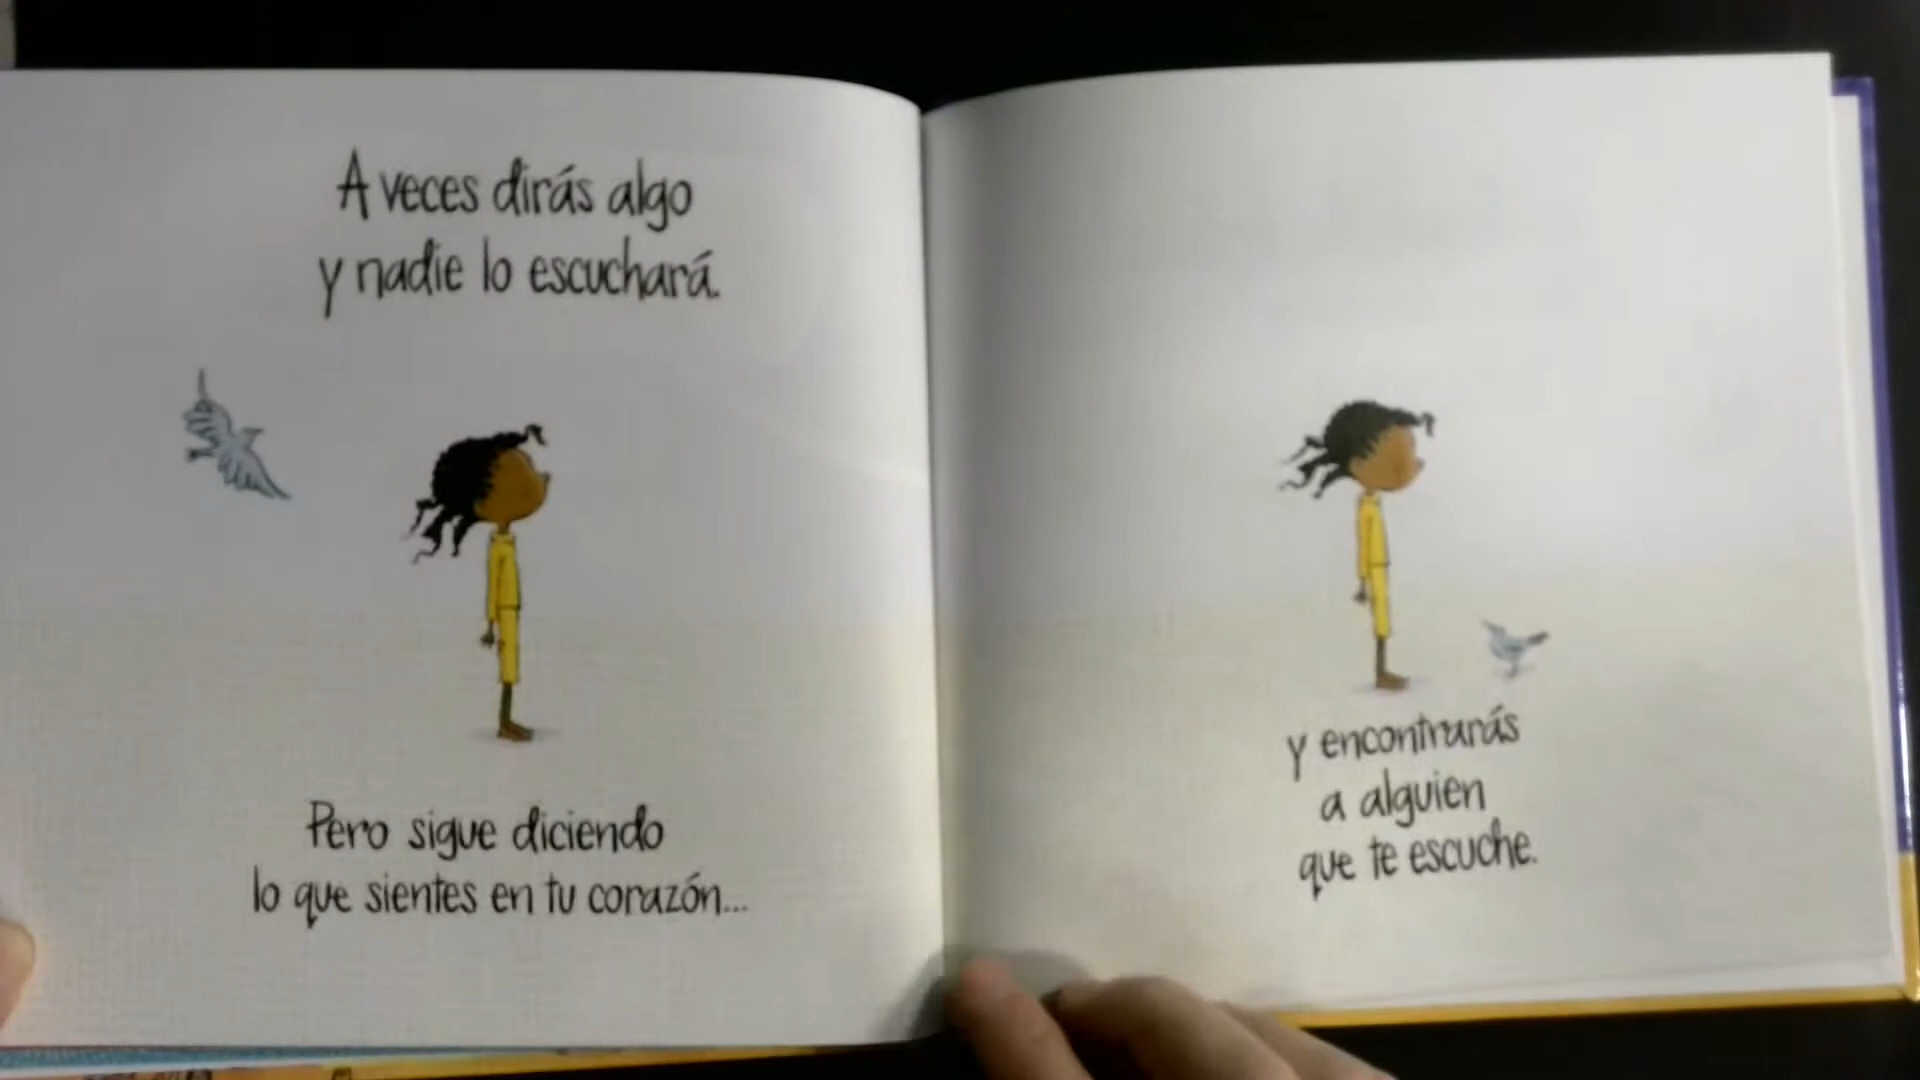 A veces dirás algo
y nadie lo escuchará.
Pero sigue diciendo
lo que sientes en tu corazón...
y encontrarás
a alguien
que te escuche.